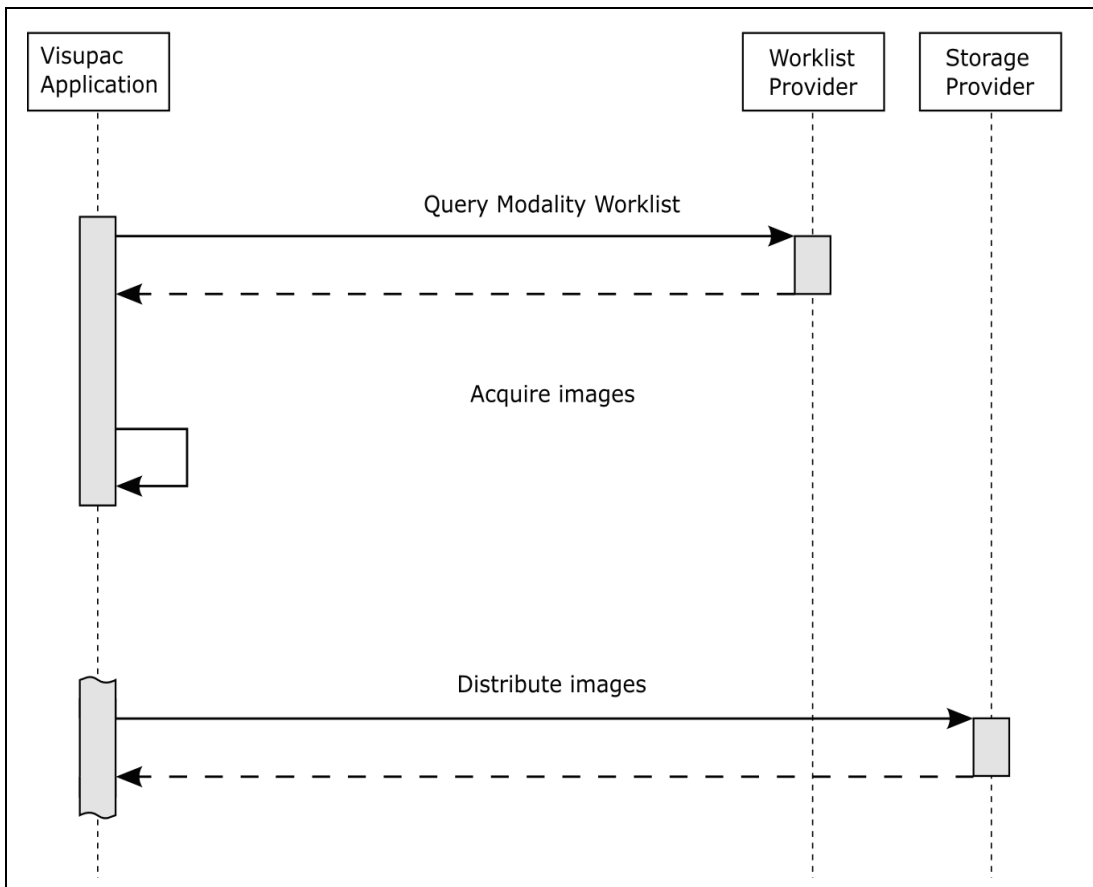 Visupac
Application
Worklist
Provider
Storage
Provider
Query Modality Worklist
Acquire images
Distribute images